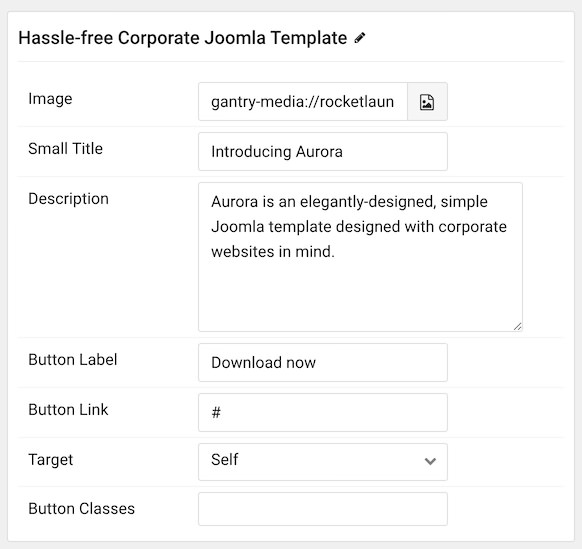 Hassle-free Corporate Joomla Template
Image
gantry-media://rocketlaun
Small Title
Introducing Aurora
Description
Aurora is an elegantly-designed, simple
Joomla template designed with corporate
websites in mind.
Button Label
Download now
Button Link
#
Target
Self
Button Classes